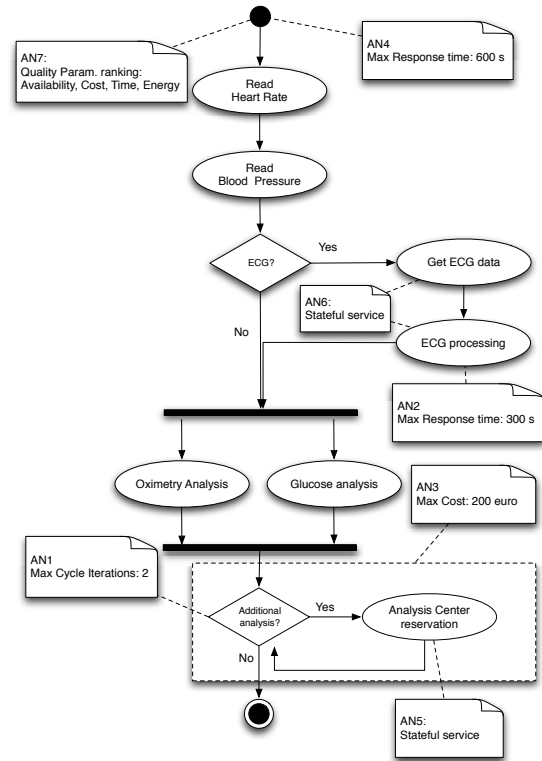 AN7:
Quality Param. ranking:
Availability, Cost, Time, Energy
AN4
Max Response time: 600 s
Read
Heart Rate
Read
Blood Pressure
ECG?
Yes
Get ECG data
No
AN6:
Stateful service
ECG processing
AN2
Max Response time: 300 s
Oximetry Analysis
Glucose analysis
AN3
Max Cost: 200 euro
AN1
Max Cycle Iterations: 2
Additional
analysis?
Yes
Analysis Center
reservation
No
AN5:
Stateful service